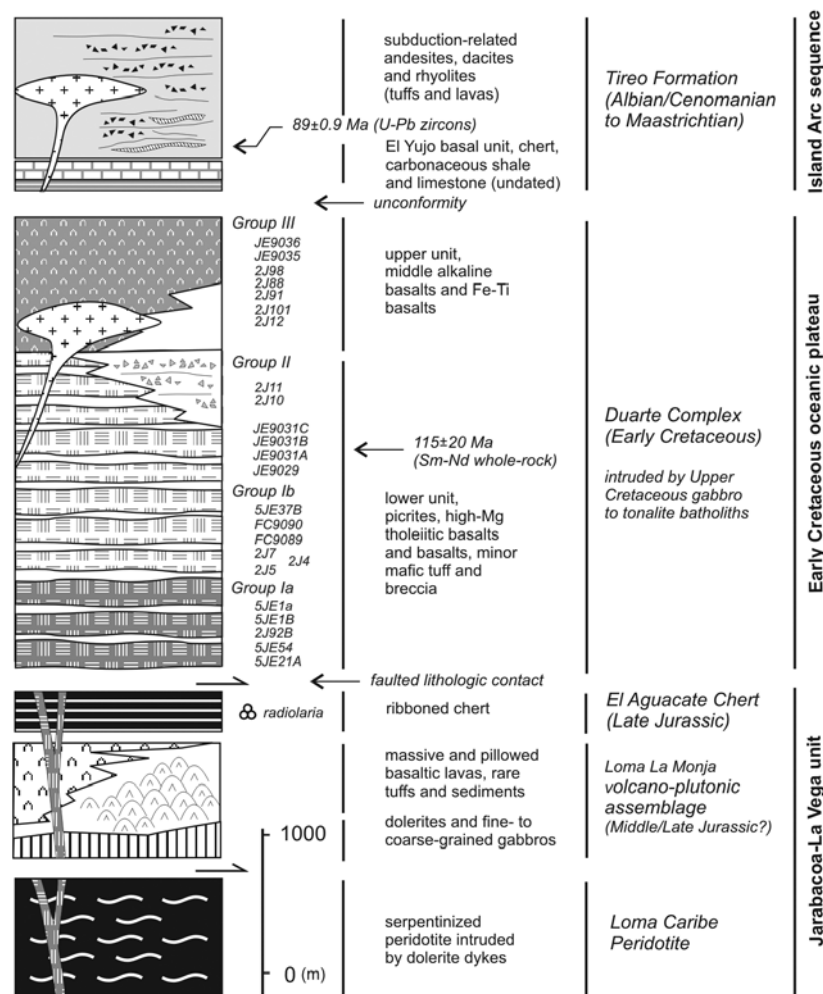 subduction-related
andesites, dacites
and rhyolites
(tuffs and lavas)
Tireo Formation
(Albian/Cenomanian
to Maastrichtian)
Island Arc sequence
89±0.9 Ma (U-Pb zircons)
El Yujo basal unit, chert,
carbonaceous shale
and limestone (undated)
unconformity
Group III
JE9036
JE9035
2J98
2J88
2J91
2J101
2J12
upper unit,
middle alkaline
basalts and Fe-Ti
basalts
Group II
2J11
2J10
JE9031C
JE9031B
JE9031A
JE9029
115±20 Ma
(Sm-Nd whole-rock)
Duarte Complex
(Early Cretaceous)
intruded by Upper
Cretaceous gabbro
to tonalite batholiths
Early Cretaceous oceanic plateau
Group Ib
5JE37B
FC9090
FC9089
2J7
2J4
2J5
lower unit,
picrites, high-Mg
tholeiitic basalts
and basalts, minor
mafic tuff and
breccia
Group Ia
5JE1a
5JE1B
2J92B
5JE54
5JE21A
faulted lithologic contact
radiolaria
ribboned chert
El Aguacate Chert
(Late Jurassic)
massive and pillowed
basaltic lavas, rare
tuffs and sediments
dolerites and fine- to
coarse-grained gabbros
Loma La Monja
volcano-plutonic
assemblage
(Middle/Late Jurassic?)
Jarabacoa-La Vega unit
1000
serpentinized
peridotite intruded
by dolerite dykes
Loma Caribe
Peridotite
0 (m)